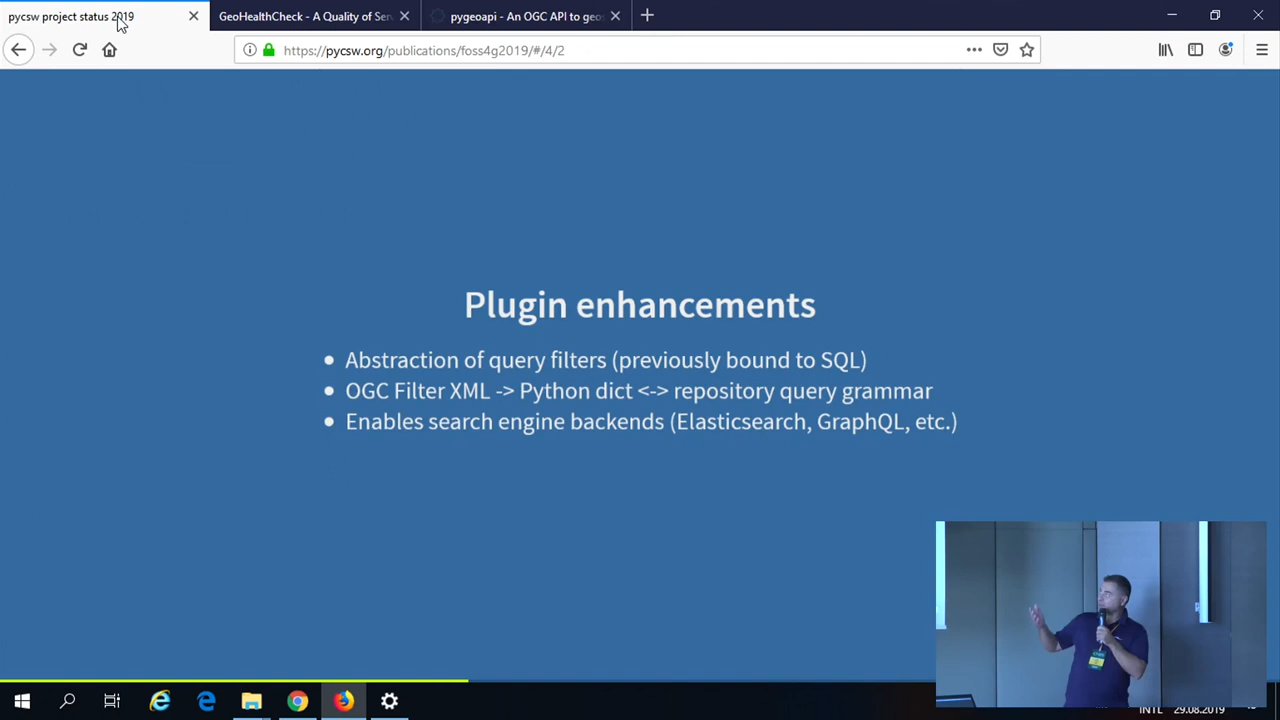 pycsw project status 2019
GeoHealthCheck - A Quality of Ser
pygeoapi - An OGC API to geos
https://pycsw.org/publications/foss4g2019/#/4/2
Plugin enhancements
Abstraction of query filters (previously bound to SQL)
OGC Filter XML -> Python dict <-> repository query grammar
Enables search engine backends (Elasticsearch, GraphQL, etc.)
INTL 29.08.2019